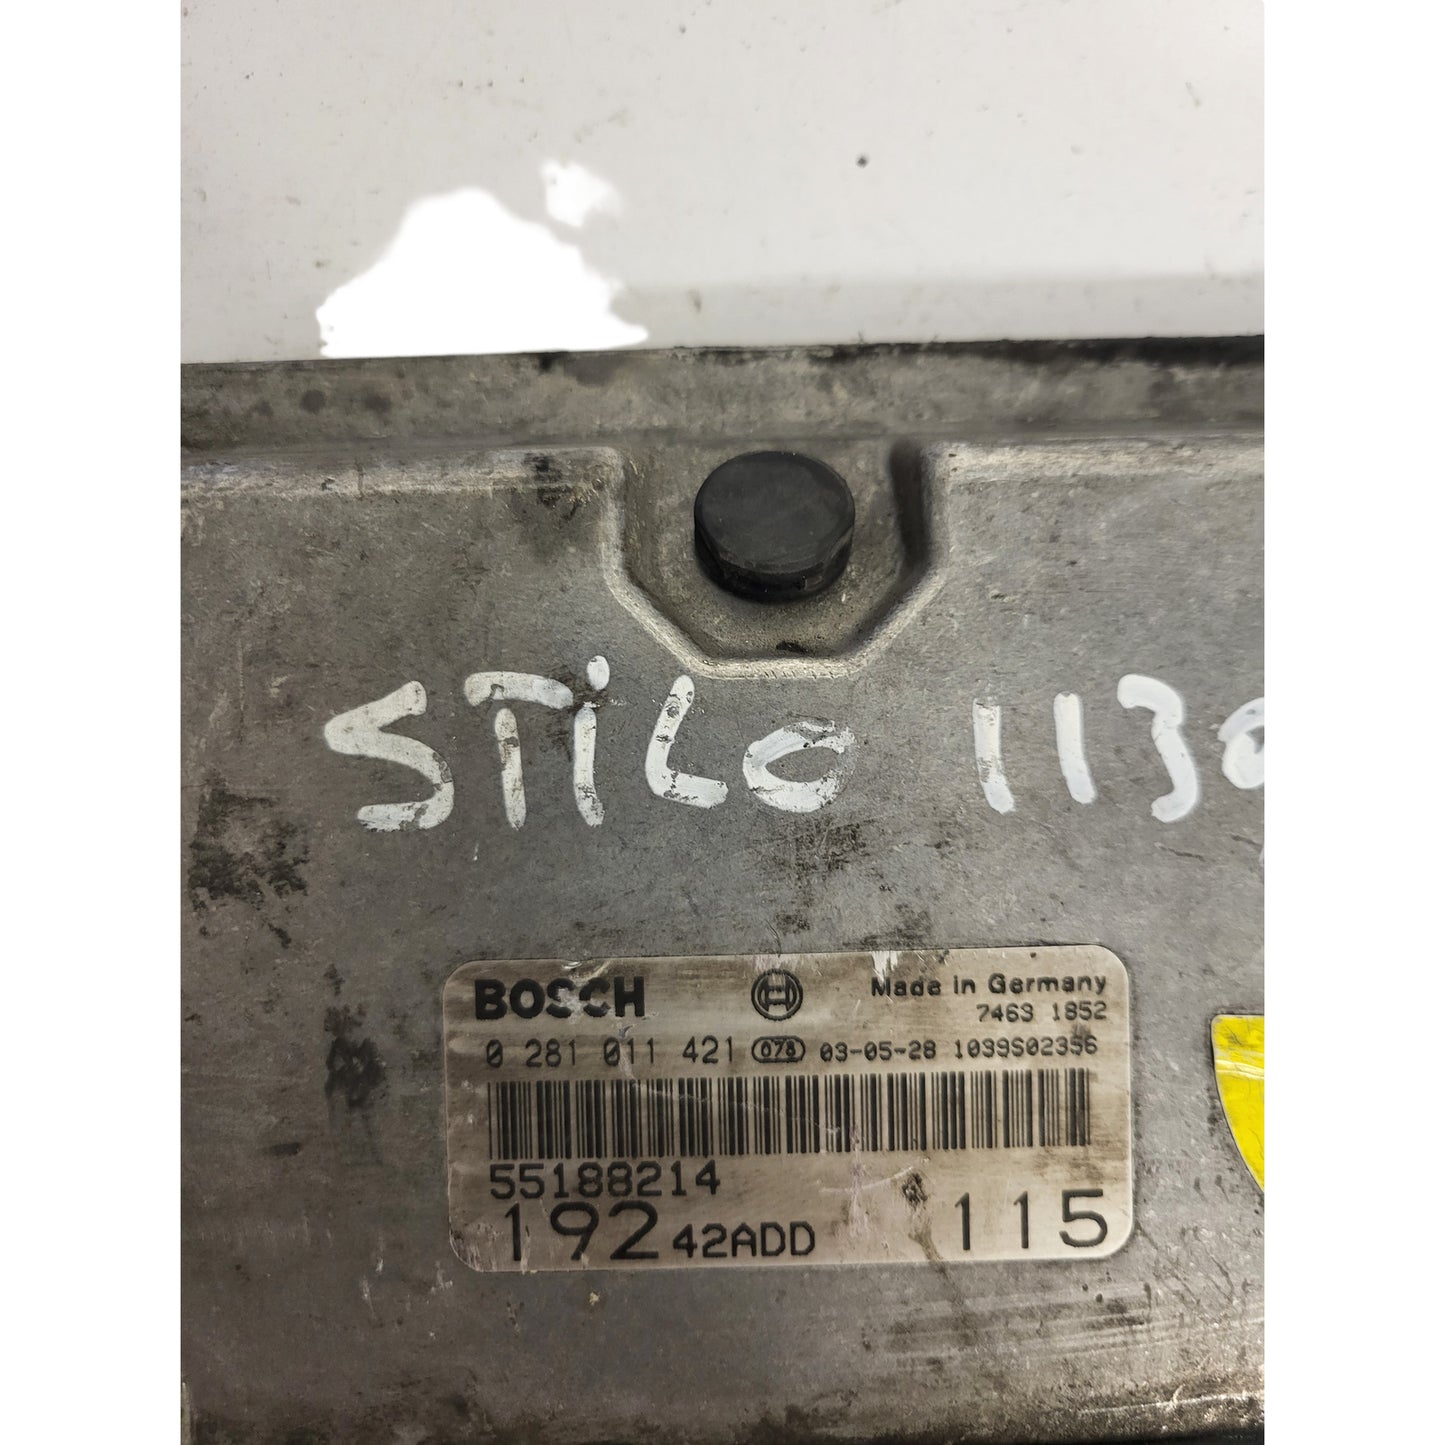 STiLO 1130
BOSCH
Made in Germany
7463 1852
0 281 011 421 078 03-05-28 1039S02356
55188214
192 42ADD 115